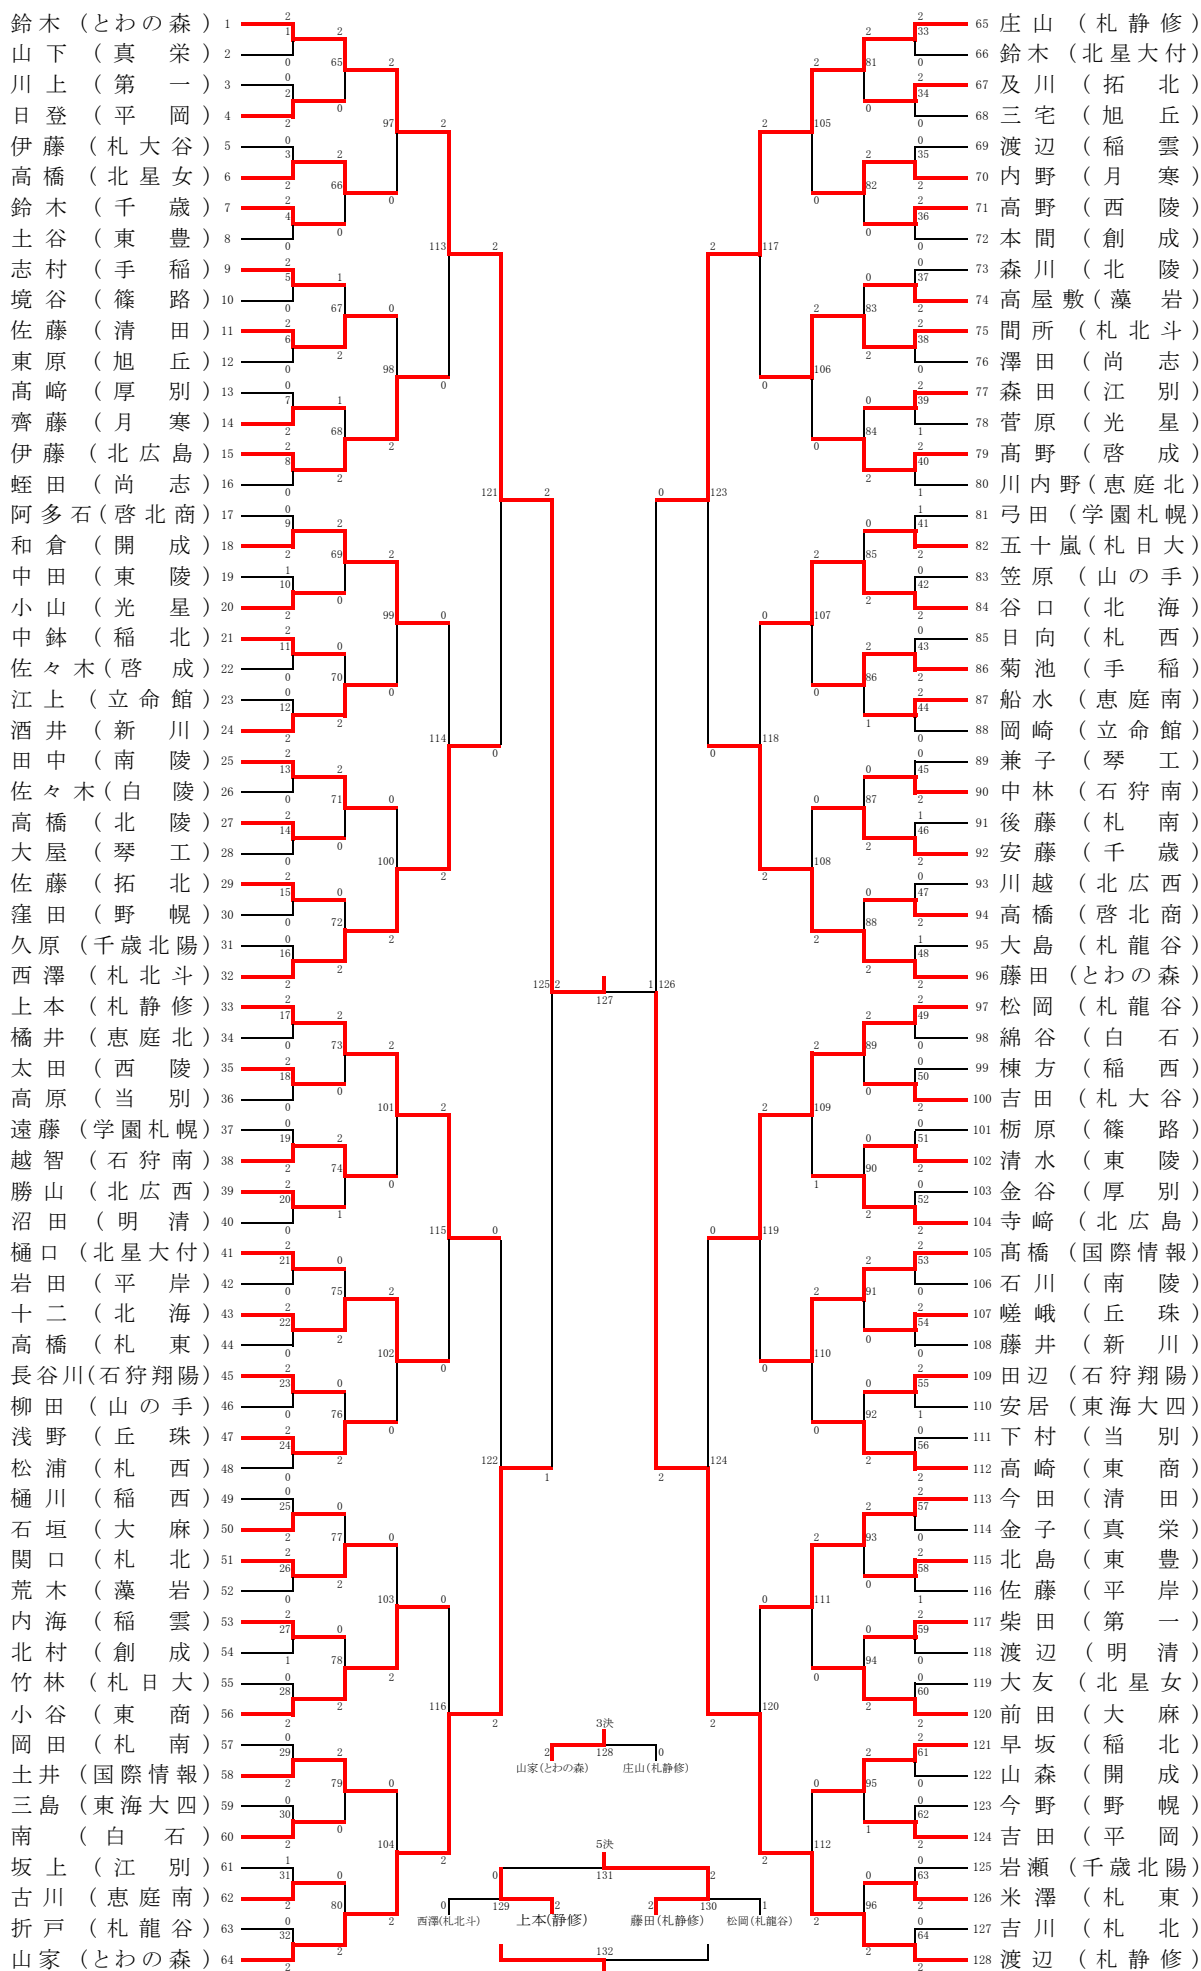 鈴木（とわの森） 1
山下（真栄） 2
川上（第一） 3
日登（平岡） 4
伊藤（札大谷） 5
高橋（北星女） 6
鈴木（千歳） 7
土谷（東豊） 8
志村（手稲） 9
境谷（篠路） 10
佐藤（清田） 11
東原（旭丘） 12
髙﨑（厚別） 13
齊藤（月寒） 14
伊藤（北広島） 15
蛭田（尚志） 16
阿多石（啓北商） 17
和倉（開成） 18
中田（東陵） 19
小山（光星） 20
中鉢（稲北） 21
佐々木（啓成） 22
江上（立命館） 23
酒井（新川） 24
田中（南陵） 25
佐々木（白陵） 26
高橋（北陵） 27
大屋（琴工） 28
佐藤（拓北） 29
窪田（野幌） 30
久原（千歳北陽） 31
西澤（札北斗） 32
上本（札静修） 33
橘井（恵庭北） 34
太田（西陵） 35
高原（当別） 36
遠藤（学園札幌） 37
越智（石狩南） 38
勝山（北広西） 39
沼田（明清） 40
樋口（北星大付） 41
岩田（平岸） 42
十二（北海） 43
高橋（札東） 44
長谷川（石狩翔陽） 45
柳田（山の手） 46
浅野（丘珠） 47
松浦（札西） 48
樋川（稲西） 49
石垣（大麻） 50
関口（札北） 51
荒木（藻岩） 52
内海（稲雲） 53
北村（創成） 54
竹林（札日大） 55
小谷（東商） 56
岡田（札南） 57
土井（国際情報） 58
三島（東海大四） 59
南（白石） 60
坂上（江別） 61
古川（恵庭南） 62
折戸（札龍谷） 63
山家（とわの森） 64
121
122
125 2
127
1 126
123
124
3決
2 128 0
山家（とわの森） 庄山（札静修）
5決
0 131 2
0 129 2 2 130 1
西澤（札北斗） 上本（静修） 藤田（札静修） 松岡（札龍谷）
132
65 庄山（札静修）
66 鈴木（北星大付）
67 及川（拓北）
68 三宅（旭丘）
69 渡辺（稲雲）
70 内野（月寒）
71 高野（西陵）
72 本間（創成）
73 森川（北陵）
74 高屋敷（藻岩）
75 間所（札北斗）
76 澤田（尚志）
77 森田（江別）
78 菅原（光星）
79 髙野（啓成）
80 川内野（恵庭北）
81 弓田（学園札幌）
82 五十嵐（札日大）
83 笠原（山の手）
84 谷口（北海）
85 日向（札西）
86 菊池（手稲）
87 船水（恵庭南）
88 岡崎（立命館）
89 兼子（琴工）
90 中林（石狩南）
91 後藤（札南）
92 安藤（千歳）
93 川越（北広西）
94 高橋（啓北商）
95 大島（札龍谷）
96 藤田（とわの森）
97 松岡（札龍谷）
98 綿谷（白石）
99 棟方（稲西）
100 吉田（札大谷）
101 栃原（篠路）
102 清水（東陵）
103 金谷（厚別）
104 寺﨑（北広島）
105 髙橋（国際情報）
106 石川（南陵）
107 嵯峨（丘珠）
108 藤井（新川）
109 田辺（石狩翔陽）
110 安居（東海大四）
111 下村（当別）
112 高崎（東商）
113 今田（清田）
114 金子（真栄）
115 北島（東豊）
116 佐藤（平岸）
117 柴田（第一）
118 渡辺（明清）
119 大友（北星女）
120 前田（大麻）
121 早坂（稲北）
122 山森（開成）
123 今野（野幌）
124 吉田（平岡）
125 岩瀬（千歳北陽）
126 米澤（札東）
127 吉川（札北）
128 渡辺（札静修）